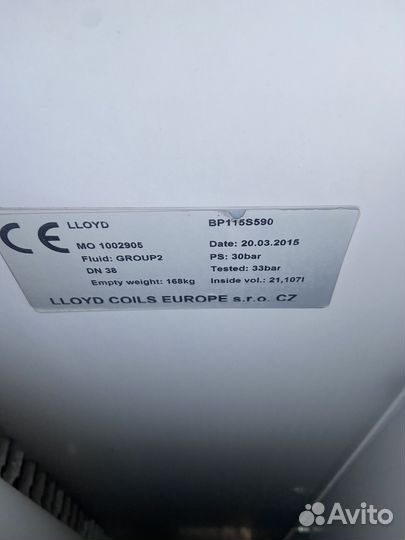 CE LLOYD BP115S590
MO 1002905 Date: 20.03.2015
Fluid: GROUP2 PS: 30bar
DN 38 Tested: 33bar
Empty weight: 168kg Inside vol.: 21,107l
LLOYD COILS EUROPE s.r.o. CZ
Avito